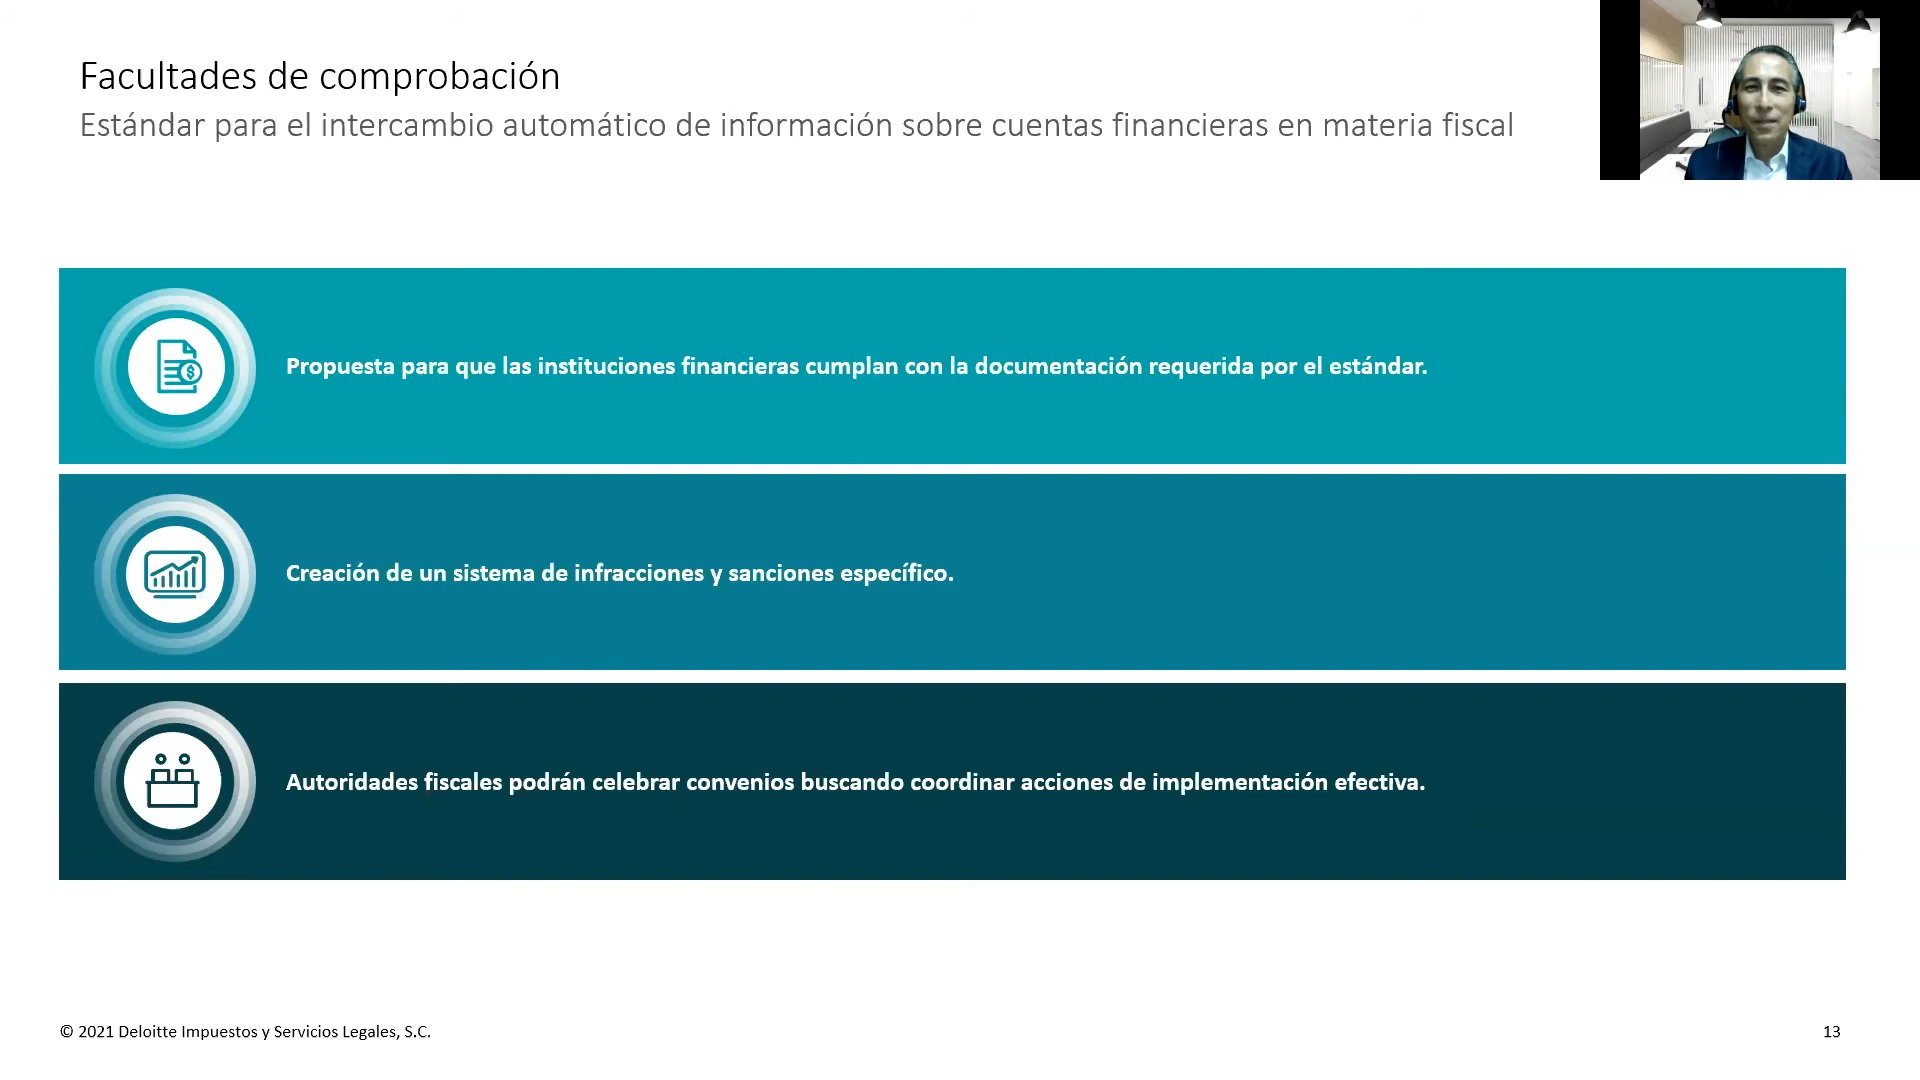 Facultades de comprobación
Estándar para el intercambio automático de información sobre cuentas financieras en materia fiscal
Propuesta para que las instituciones financieras cumplan con la documentación requerida por el estándar.
Creación de un sistema de infracciones y sanciones específico.
Autoridades fiscales podrán celebrar convenios buscando coordinar acciones de implementación efectiva.
© 2021 Deloitte Impuestos y Servicios Legales, S.C.
13